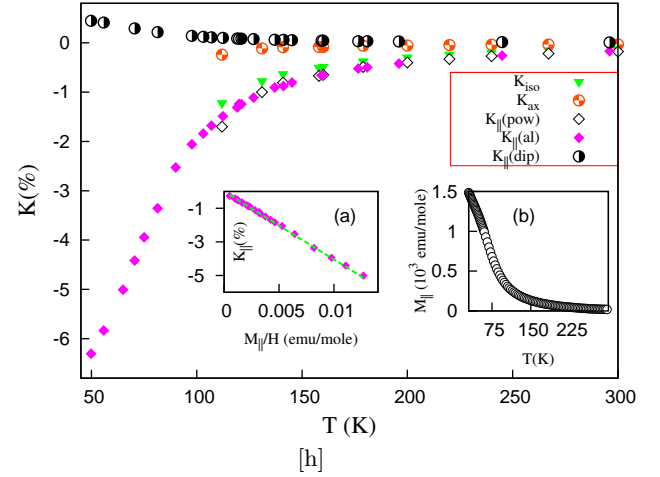 0
-1
-2
-3
-4
-5
-6
K(%)
50
100
150
200
250
300
T (K)
K_iso
K_ax
K_||(pow)
K_||(al)
K_||(dip)
(a)
-1
-3
-5
K_||(%)
0
0.005
0.01
M_||/H (emu/mole)
(b)
1.5
1
0.5
0
M_|| (10^3 emu/mole)
75
150
225
T(K)
[h]